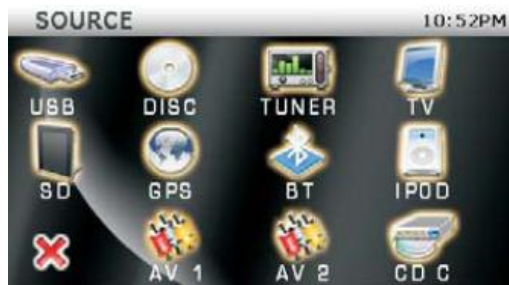 SOURCE 10:52PM
USB DISC TUNER TV
SD GPS BT IPOD
AV 1 AV 2 CD C